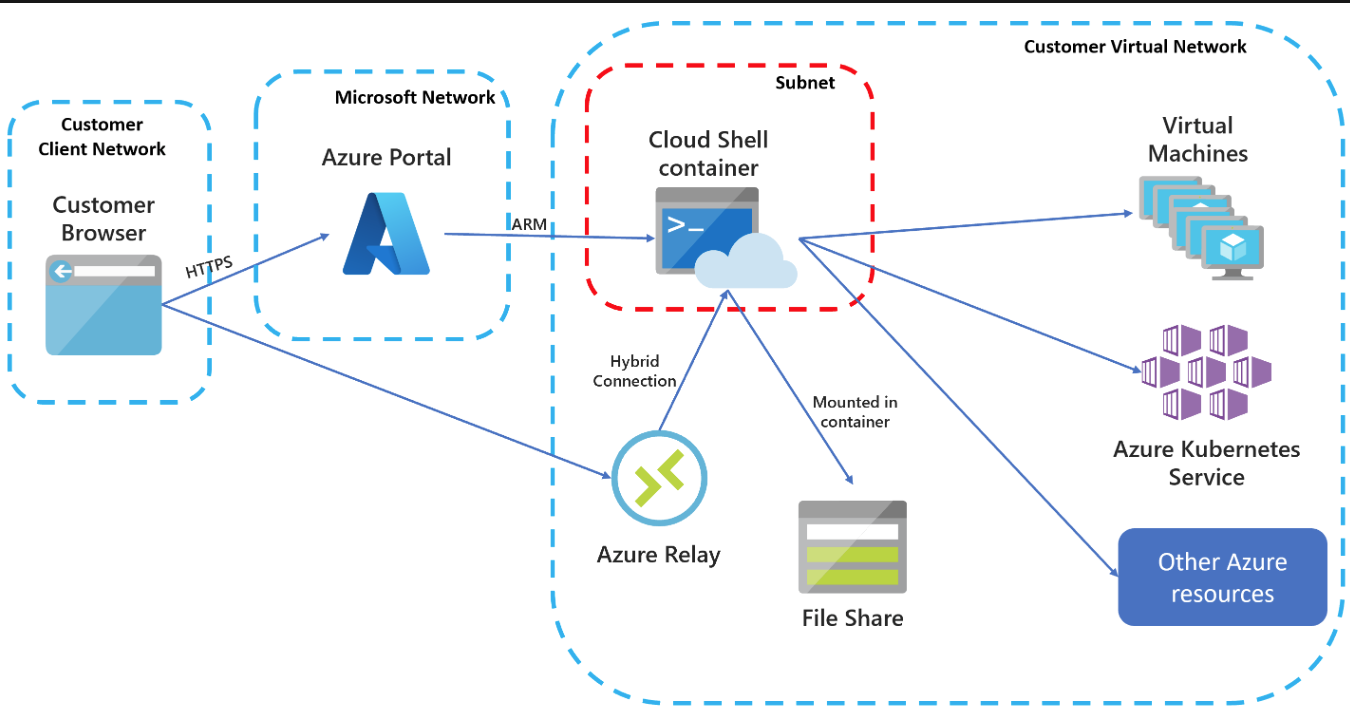 Customer
Client Network
Customer
Browser
HTTPS
Microsoft Network
Azure Portal
ARM
Customer Virtual Network
Subnet
Cloud Shell
container
>_
Hybrid
Connection
Azure Relay
Mounted in
container
File Share
Virtual
Machines
Azure Kubernetes
Service
Other Azure
resources